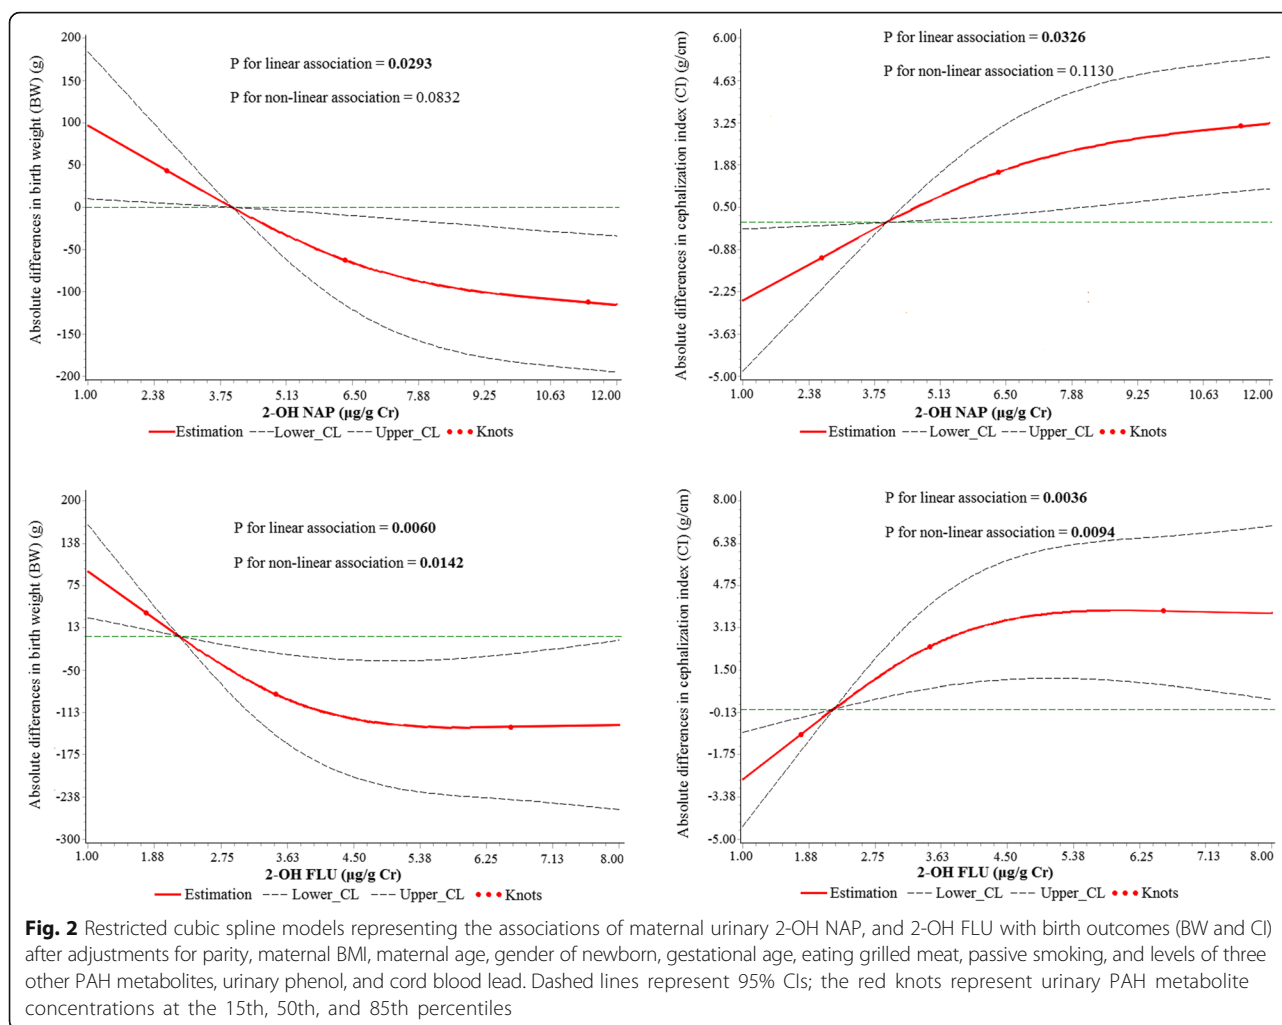 Absolute differences in birth weight (BW) (g)
200
150
100
50
0
-50
-100
-150
-200
P for linear association = 0.0293
P for non-linear association = 0.0832
1.00 2.38 3.75 5.13 6.50 7.88 9.25 10.63 12.00
2-OH NAP (µg/g Cr)
Estimation Lower_CL Upper_CL Knots
Absolute differences in cephalization index (CI) (g/cm)
6.00
4.63
3.25
1.88
0.50
-0.88
-2.25
-3.63
-5.00
P for linear association = 0.0326
P for non-linear association = 0.1130
1.00 2.38 3.75 5.13 6.50 7.88 9.25 10.63 12.00
2-OH NAP (µg/g Cr)
Estimation Lower_CL Upper_CL Knots
Absolute differences in birth weight (BW) (g)
200
138
75
13
-50
-113
-175
-238
-300
P for linear association = 0.0060
P for non-linear association = 0.0142
1.00 1.88 2.75 3.63 4.50 5.38 6.25 7.13 8.00
2-OH FLU (µg/g Cr)
Estimation Lower_CL Upper_CL Knots
Absolute differences in cephalization index (CI) (g/cm)
8.00
6.38
4.75
3.13
1.50
-0.13
-1.75
-3.38
-5.00
P for linear association = 0.0036
P for non-linear association = 0.0094
1.00 1.88 2.75 3.63 4.50 5.38 6.25 7.13 8.00
2-OH FLU (µg/g Cr)
Estimation Lower_CL Upper_CL Knots
Fig. 2 Restricted cubic spline models representing the associations of maternal urinary 2-OH NAP, and 2-OH FLU with birth outcomes (BW and CI)
after adjustments for parity, maternal BMI, maternal age, gender of newborn, gestational age, eating grilled meat, passive smoking, and levels of three
other PAH metabolites, urinary phenol, and cord blood lead. Dashed lines represent 95% CIs; the red knots represent urinary PAH metabolite
concentrations at the 15th, 50th, and 85th percentiles